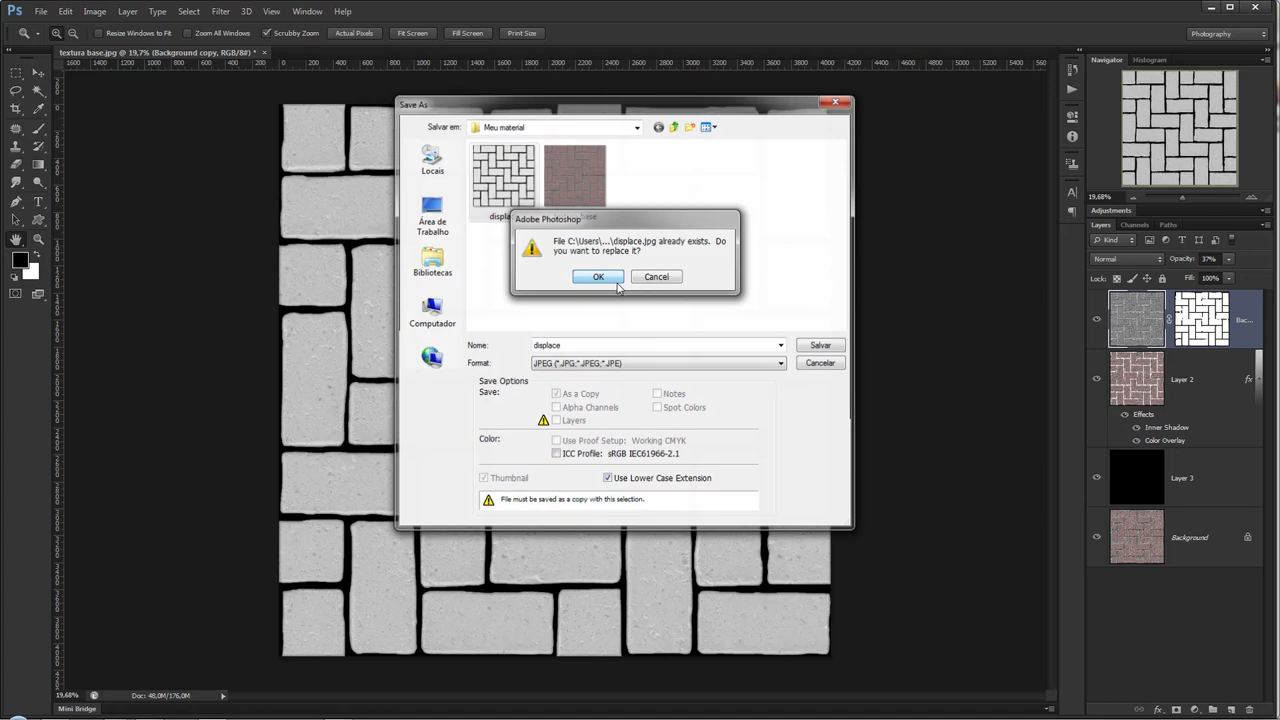 Ps File Edit Image Layer Type Select Filter 3D View Window Help
Resize Windows to Fit Zoom All Windows Scrubby Zoom Actual Pixels Fit Screen Fill Screen Print Size Photography
textura base.jpg @ 19,7% (Background copy, RGB/8#) * ×
Navigator Histogram
Save As
Salvar em: Meu material
Locais
Área de Trabalho
Bibliotecas
Computador
Adobe Photoshop
File C:\Users\...\displace.jpg already exists. Do
you want to replace it?
OK Cancel
Nome: displace Salvar
Format: JPEG (*.JPG;*.JPEG;*.JPE) Cancelar
Save Options
Save: As a Copy Notes
Alpha Channels Spot Colors
Layers
Color: Use Proof Setup: Working CMYK
ICC Profile: sRGB IEC61966-2.1
Thumbnail Use Lower Case Extension
File must be saved as a copy with this selection.
19,68%
Adjustments
Layers Channels Paths
Kind
Normal Opacity: 37%
Lock: Fill: 100%
Bac...
Layer 2 fx
Effects
Inner Shadow
Color Overlay
Layer 3
Background
19,68% Doc: 48,0M/176,0M
Mini Bridge